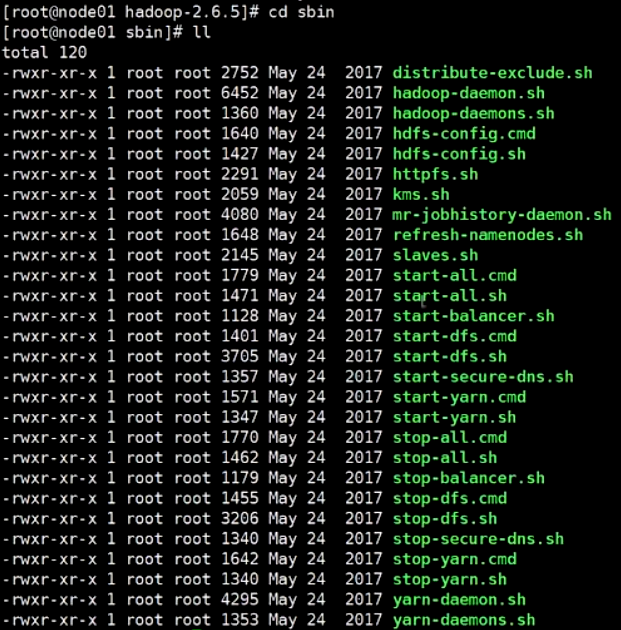 [root@node01 hadoop-2.6.5]# cd sbin
[root@node01 sbin]# ll
total 120
-rwxr-xr-x 1 root root 2752 May 24  2017 distribute-exclude.sh
-rwxr-xr-x 1 root root 6452 May 24  2017 hadoop-daemon.sh
-rwxr-xr-x 1 root root 1360 May 24  2017 hadoop-daemons.sh
-rwxr-xr-x 1 root root 1640 May 24  2017 hdfs-config.cmd
-rwxr-xr-x 1 root root 1427 May 24  2017 hdfs-config.sh
-rwxr-xr-x 1 root root 2291 May 24  2017 httpfs.sh
-rwxr-xr-x 1 root root 2059 May 24  2017 kms.sh
-rwxr-xr-x 1 root root 4080 May 24  2017 mr-jobhistory-daemon.sh
-rwxr-xr-x 1 root root 1648 May 24  2017 refresh-namenodes.sh
-rwxr-xr-x 1 root root 2145 May 24  2017 slaves.sh
-rwxr-xr-x 1 root root 1779 May 24  2017 start-all.cmd
-rwxr-xr-x 1 root root 1471 May 24  2017 start-all.sh
-rwxr-xr-x 1 root root 1128 May 24  2017 start-balancer.sh
-rwxr-xr-x 1 root root 1401 May 24  2017 start-dfs.cmd
-rwxr-xr-x 1 root root 3705 May 24  2017 start-dfs.sh
-rwxr-xr-x 1 root root 1357 May 24  2017 start-secure-dns.sh
-rwxr-xr-x 1 root root 1571 May 24  2017 start-yarn.cmd
-rwxr-xr-x 1 root root 1347 May 24  2017 start-yarn.sh
-rwxr-xr-x 1 root root 1770 May 24  2017 stop-all.cmd
-rwxr-xr-x 1 root root 1462 May 24  2017 stop-all.sh
-rwxr-xr-x 1 root root 1179 May 24  2017 stop-balancer.sh
-rwxr-xr-x 1 root root 1455 May 24  2017 stop-dfs.cmd
-rwxr-xr-x 1 root root 3206 May 24  2017 stop-dfs.sh
-rwxr-xr-x 1 root root 1340 May 24  2017 stop-secure-dns.sh
-rwxr-xr-x 1 root root 1642 May 24  2017 stop-yarn.cmd
-rwxr-xr-x 1 root root 1340 May 24  2017 stop-yarn.sh
-rwxr-xr-x 1 root root 4295 May 24  2017 yarn-daemon.sh
-rwxr-xr-x 1 root root 1353 May 24  2017 yarn-daemons.sh